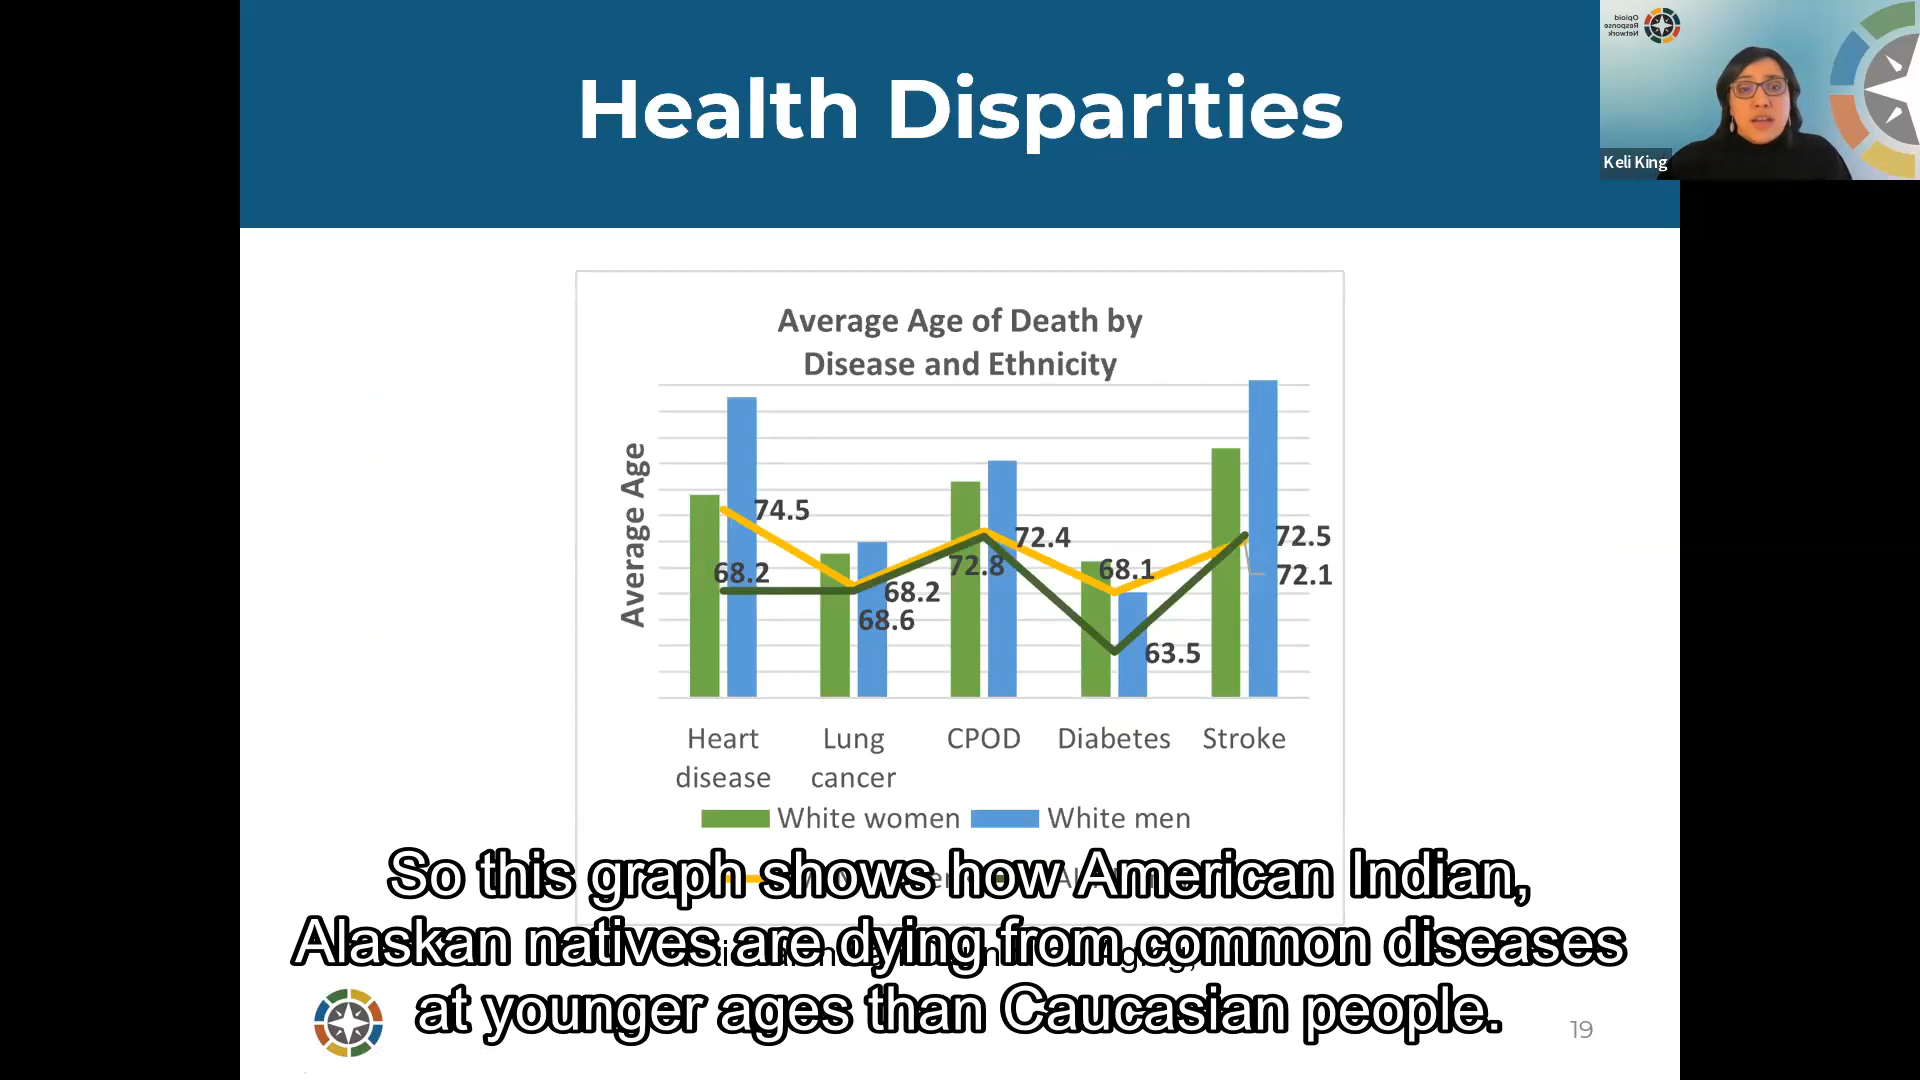 Health Disparities
Opioid
Response
Network
Keli King
Average Age of Death by
Disease and Ethnicity
Average Age
74.5
68.2
68.2
68.6
72.4
72.8
68.1
63.5
72.5
72.1
Heart disease
Lung cancer
CPOD
Diabetes
Stroke
White women
White men
So this graph shows how American Indian,
Alaskan natives are dying from common diseases
at younger ages than Caucasian people.
19